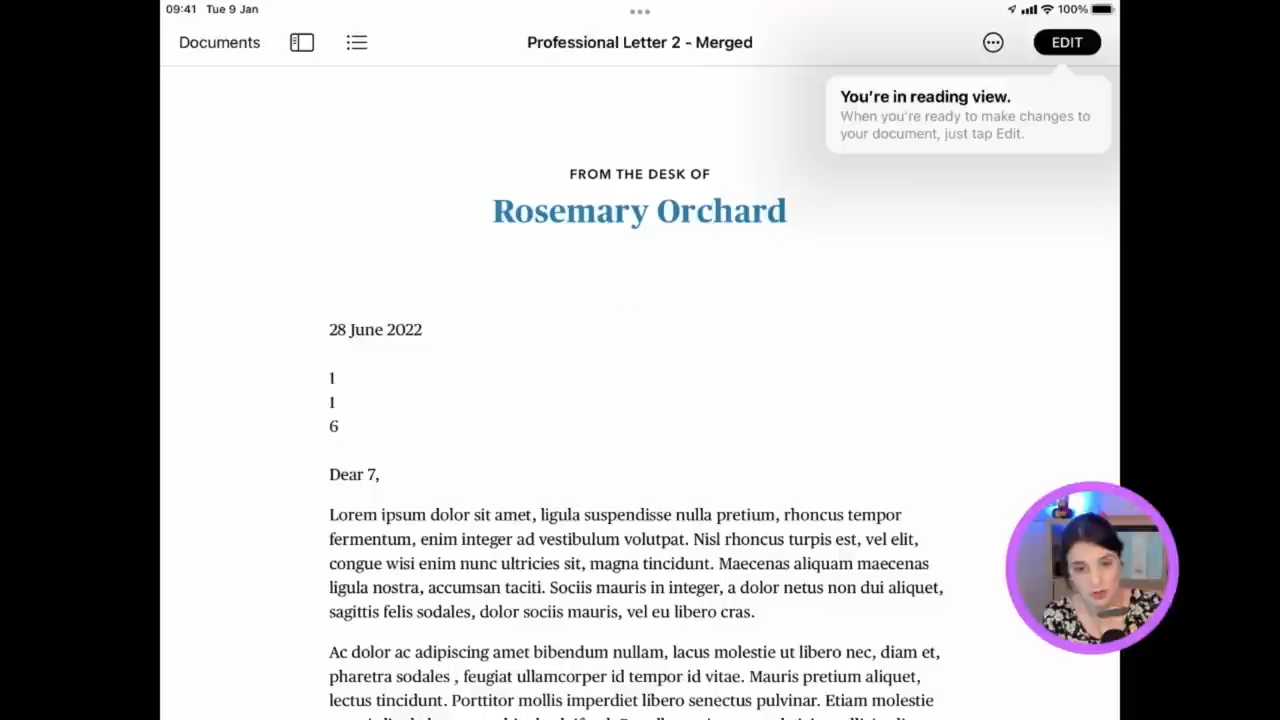 09:41 Tue 9 Jan
100%
Documents
Professional Letter 2 - Merged
EDIT
You're in reading view.
When you're ready to make changes to
your document, just tap Edit.
FROM THE DESK OF
Rosemary Orchard
28 June 2022
1
1
6
Dear 7,
Lorem ipsum dolor sit amet, ligula suspendisse nulla pretium, rhoncus tempor
fermentum, enim integer ad vestibulum volutpat. Nisl rhoncus turpis est, vel elit,
congue wisi enim nunc ultricies sit, magna tincidunt. Maecenas aliquam maecenas
ligula nostra, accumsan taciti. Sociis mauris in integer, a dolor netus non dui aliquet,
sagittis felis sodales, dolor sociis mauris, vel eu libero cras.
Ac dolor ac adipiscing amet bibendum nullam, lacus molestie ut libero nec, diam et,
pharetra sodales , feugiat ullamcorper id tempor id vitae. Mauris pretium aliquet,
lectus tincidunt. Porttitor mollis imperdiet libero senectus pulvinar. Etiam molestie